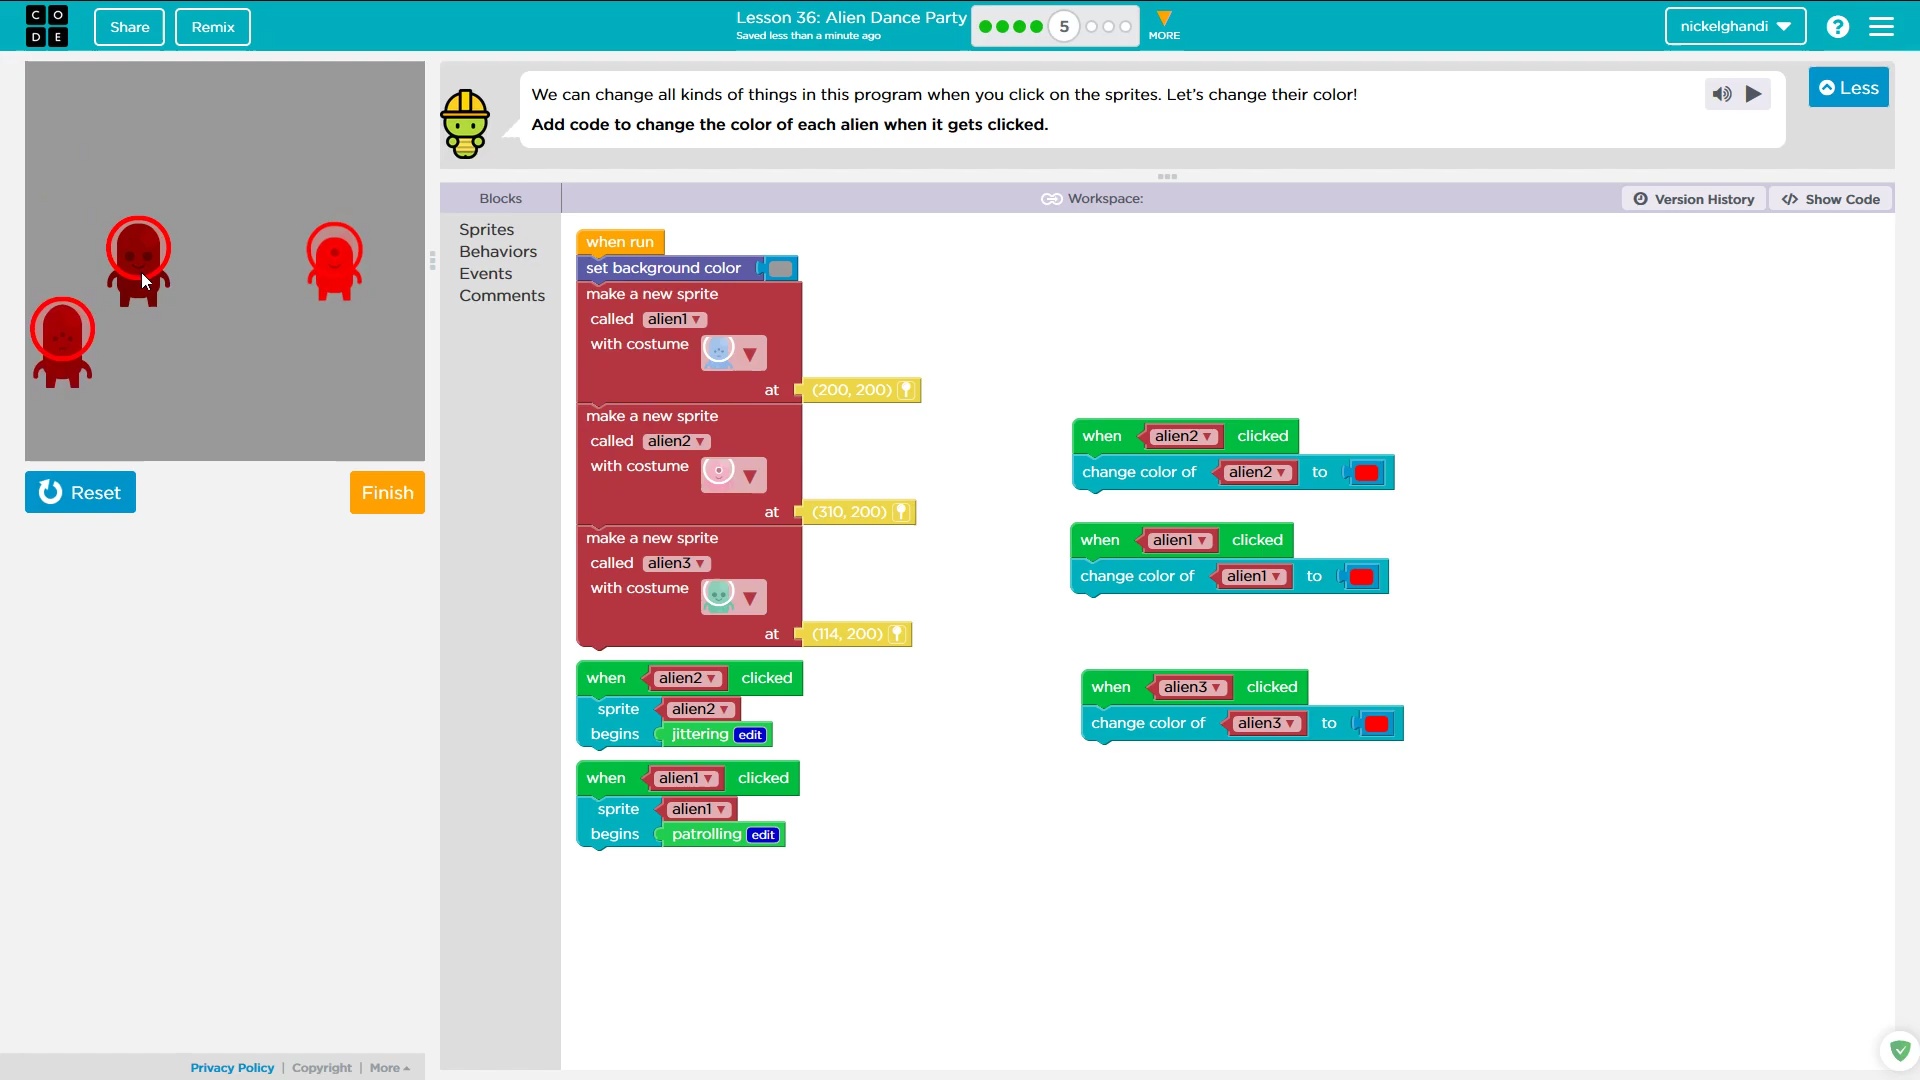 C O
D E
Share
Remix
Lesson 36: Alien Dance Party
Saved less than a minute ago
5
MORE
nickelghandi
?
We can change all kinds of things in this program when you click on the sprites. Let's change their color!
Add code to change the color of each alien when it gets clicked.
Less
Blocks
Workspace:
Version History
</> Show Code
Sprites
Behaviors
Events
Comments
when run
set background color
make a new sprite
called alien1
with costume
at (200, 200)
make a new sprite
called alien2
with costume
at (310, 200)
make a new sprite
called alien3
with costume
at (114, 200)
when alien2 clicked
sprite alien2
begins jittering edit
when alien1 clicked
sprite alien1
begins patrolling edit
when alien2 clicked
change color of alien2 to
when alien1 clicked
change color of alien1 to
when alien3 clicked
change color of alien3 to
Reset
Finish
Privacy Policy | Copyright | More